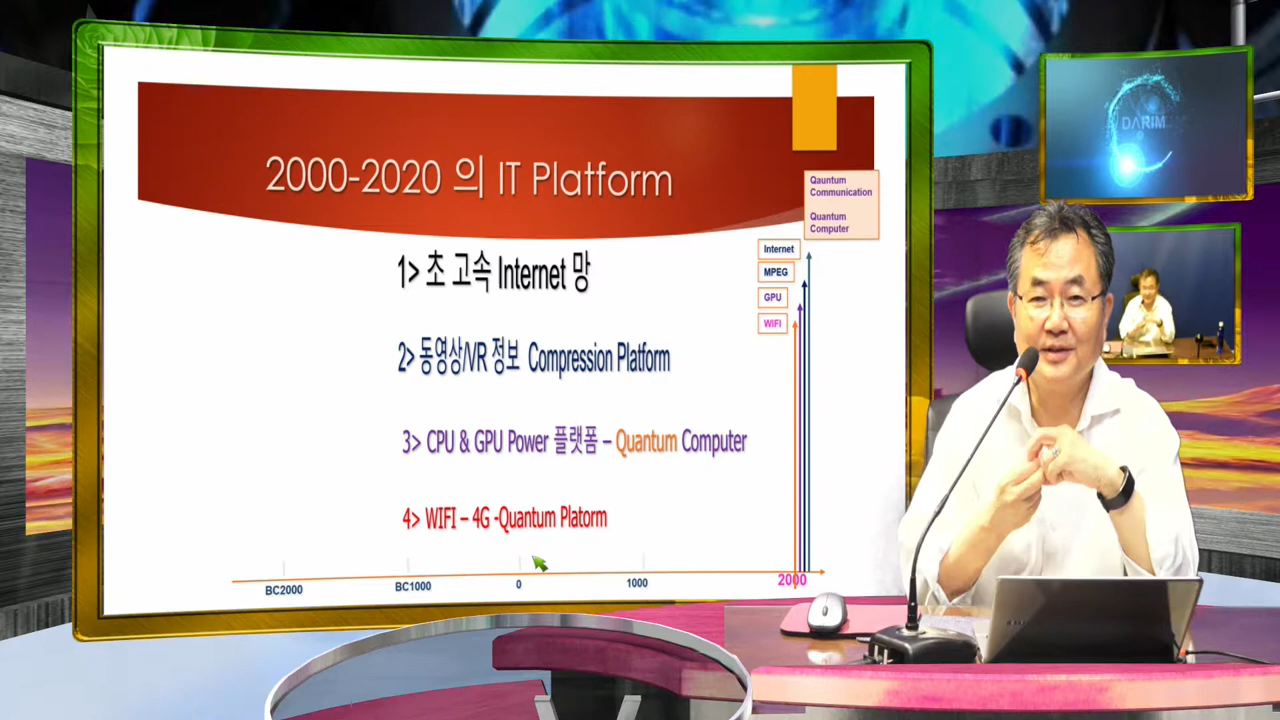 2000-2020 의 IT Platform
Qauntum
Communication
Quantum
Computer
1> 초 고속 Internet 망
Internet
MPEG
GPU
WIFI
2> 동영상/VR 정보 Compression Platform
3> CPU & GPU Power 플랫폼 – Quantum Computer
4> WIFI – 4G -Quantum Platorm
BC2000
BC1000
0
1000
2000
DARIM